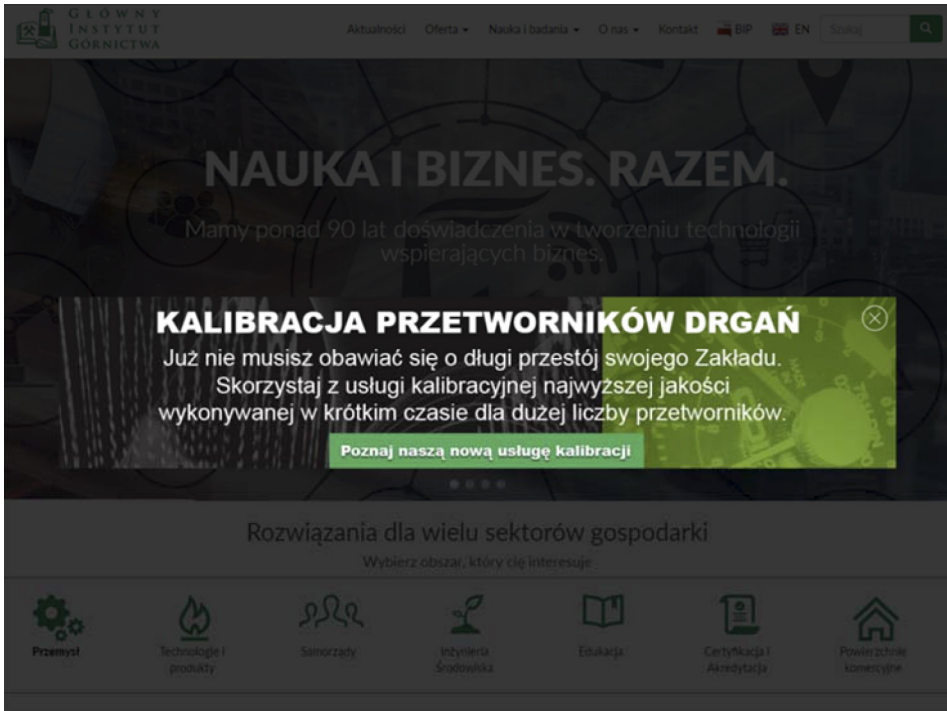 GŁÓWNY
INSTYTUT
GÓRNICTWA
Aktualności Oferta Nauka i badania O nas Kontakt BIP EN Szukaj
NAUKA I BIZNES. RAZEM.
Mamy ponad 90 lat doświadczenia w tworzeniu technologii
wspierających biznes.
KALIBRACJA PRZETWORNIKÓW DRGAŃ
Już nie musisz obawiać się o długi przestój swojego Zakładu.
Skorzystaj z usługi kalibracyjnej najwyższej jakości
wykonywanej w krótkim czasie dla dużej liczby przetworników.
Poznaj naszą nową usługę kalibracji
Rozwiązania dla wielu sektorów gospodarki
Wybierz obszar, który cię interesuje
Przemysł
Technologie i
produkty
Samorządy
Inżynieria
Środowiska
Edukacja
Certyfikacja i
Akredytacja
Powierzchnie
komercyjne